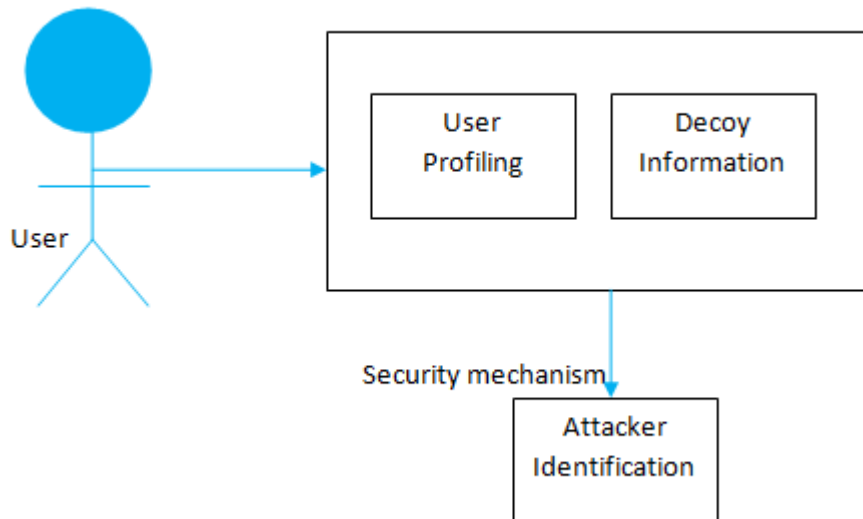 User
Profiling
Decoy
Information
User
Security mechanism
Attacker
Identification